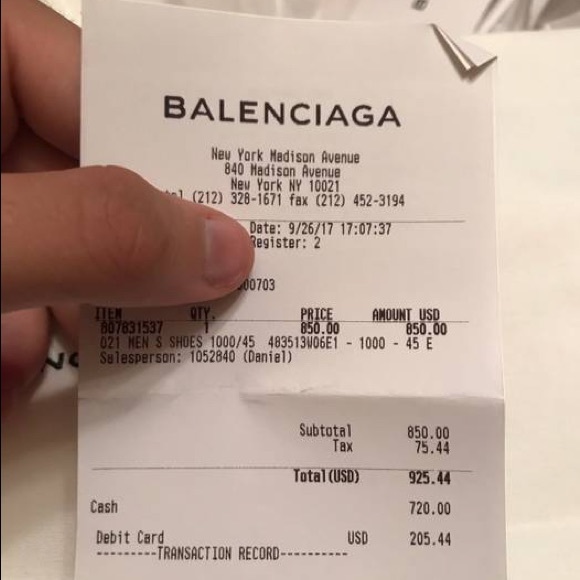 BALENCIAGA
New York Madison Avenue
840 Madison Avenue
New York NY 10021
(212) 328-1671 fax (212) 452-3194
Date: 9/26/17 17:07:37
Register: 2
00703
ITEM QTY. PRICE AMOUNT USD
807831537 1 850.00 850.00
021 MEN S SHOES 1000/45 483513W06E1 - 1000 - 45 E
Salesperson: 1052840 (Daniel)
Subtotal 850.00
Tax 75.44
Total(USD) 925.44
Cash 720.00
Debit Card USD 205.44
---------TRANSACTION RECORD----------